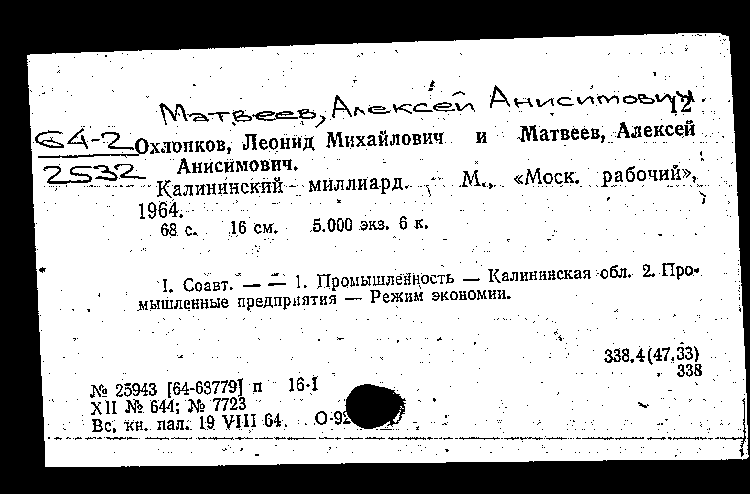 Матвеев, Алексей Анисимович.
64-2
2532
Охлопков, Леонид Михайлович и Матвеев, Алексей
Анисимович.
Калининский миллиард. — М., «Моск. рабочий»,
1964.
68 с. 16 см. 5.000 экз. 6 к.
I. Соавт. — — 1. Промышленность — Калининская обл. 2. Про-
мышленные предприятия — Режим экономии.
338.4(47.33)
338
№ 25943 [64-63779] п 16-I
XII № 644; № 7723
Вс. кн. пал. 19 VIII 64. О-92